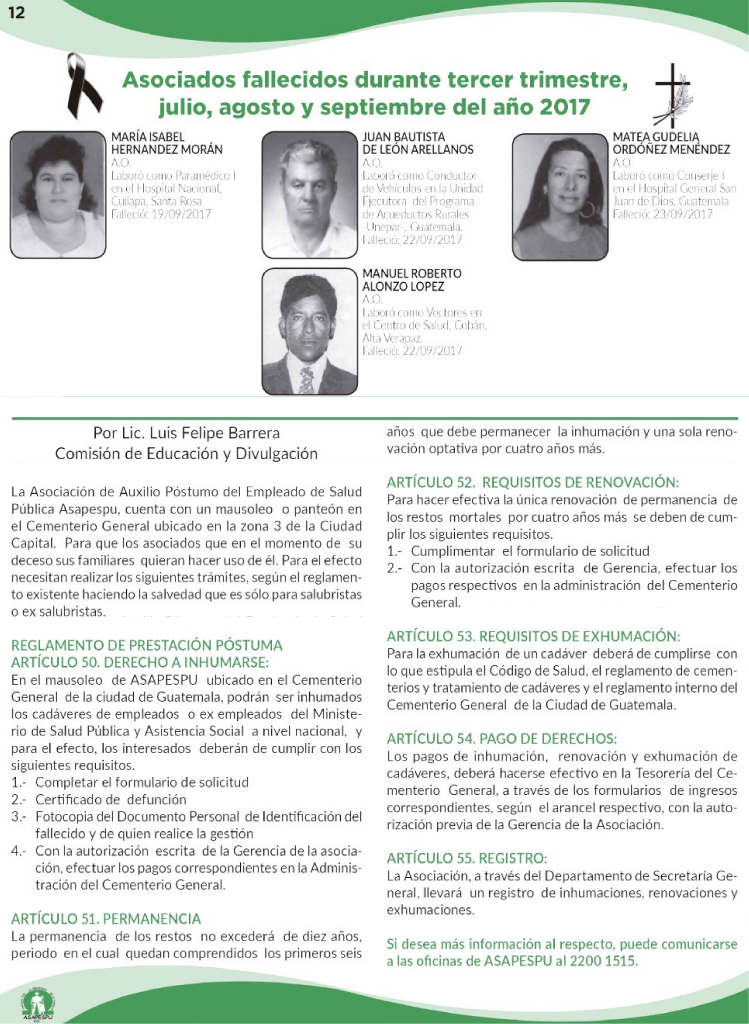 12
Asociados fallecidos durante tercer trimestre,
julio, agosto y septiembre del año 2017
MARÍA ISABEL
HERNANDEZ MORÁN
A.O.
Laboró como Paramédico I
en el Hospital Nacional,
Cuilapa, Santa Rosa
Falleció: 19/09/2017
JUAN BAUTISTA
DE LEÓN ARELLANOS
A.O.
Laboró como Conductor
de Vehículos en la Unidad
Ejecutora del Programa
de Acueductos Rurales
-Unepar-, Guatemala.
Falleció: 22/09/2017
MATEA GUDELIA
ORDÓÑEZ MENÉNDEZ
A.O.
Laboró como Conserje I
en el Hospital General San
Juan de Dios, Guatemala
Falleció: 23/09/2017
MANUEL ROBERTO
ALONZO LOPEZ
A.O.
Laboró como Vectores en
el Centro de Salud, Cobán,
Alta Verapaz.
Falleció: 22/09/2017
Por Lic. Luis Felipe Barrera
Comisión de Educación y Divulgación
La Asociación de Auxilio Póstumo del Empleado de Salud
Pública Asapespu, cuenta con un mausoleo o panteón en
el Cementerio General ubicado en la zona 3 de la Ciudad
Capital. Para que los asociados que en el momento de su
deceso sus familiares quieran hacer uso de él. Para el efecto
necesitan realizar los siguientes trámites, según el reglamen-
to existente haciendo la salvedad que es sólo para salubristas
o ex salubristas.
REGLAMENTO DE PRESTACIÓN PÓSTUMA
ARTÍCULO 50. DERECHO A INHUMARSE:
En el mausoleo de ASAPESPU ubicado en el Cementerio
General de la ciudad de Guatemala, podrán ser inhumados
los cadáveres de empleados o ex empleados del Ministe-
rio de Salud Pública y Asistencia Social a nivel nacional, y
para el efecto, los interesados deberán de cumplir con los
siguientes requisitos.
1.- Completar el formulario de solicitud
2.- Certificado de defunción
3.- Fotocopia del Documento Personal de Identificación del
fallecido y de quien realice la gestión
4.- Con la autorización escrita de la Gerencia de la asocia-
ción, efectuar los pagos correspondientes en la Adminis-
tración del Cementerio General.
ARTÍCULO 51. PERMANENCIA
La permanencia de los restos no excederá de diez años,
periodo en el cual quedan comprendidos los primeros seis
años que debe permanecer la inhumación y una sola reno-
vación optativa por cuatro años más.
ARTÍCULO 52. REQUISITOS DE RENOVACIÓN:
Para hacer efectiva la única renovación de permanencia de
los restos mortales por cuatro años más se deben de cum-
plir los siguientes requisitos.
1.- Cumplimentar el formulario de solicitud
2.- Con la autorización escrita de Gerencia, efectuar los
pagos respectivos en la administración del Cementerio
General.
ARTÍCULO 53. REQUISITOS DE EXHUMACIÓN:
Para la exhumación de un cadáver deberá de cumplirse con
lo que estipula el Código de Salud, el reglamento de cemen-
terios y tratamiento de cadáveres y el reglamento interno del
Cementerio General de la Ciudad de Guatemala.
ARTÍCULO 54. PAGO DE DERECHOS:
Los pagos de inhumación, renovación y exhumación de
cadáveres, deberá hacerse efectivo en la Tesorería del Ce-
menterio General, a través de los formularios de ingresos
correspondientes, según el arancel respectivo, con la auto-
rización previa de la Gerencia de la Asociación.
ARTÍCULO 55. REGISTRO:
La Asociación, a través del Departamento de Secretaría Ge-
neral, llevará un registro de inhumaciones, renovaciones y
exhumaciones.
Si desea más información al respecto, puede comunicarse
a las oficinas de ASAPESPU al 2200 1515.
ASAPESPU